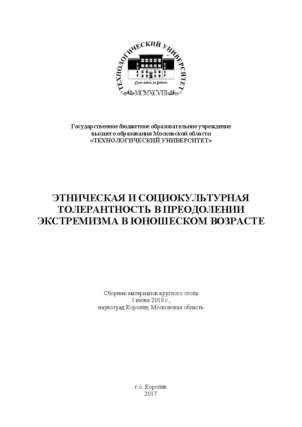 ТЕХНОЛОГИЧЕСКИЙ УНИВЕРСИТЕТ
MCMXCVIII
Государственное бюджетное образовательное учреждение
высшего образования Московской области
«ТЕХНОЛОГИЧЕСКИЙ УНИВЕРСИТЕТ»
ЭТНИЧЕСКАЯ И СОЦИОКУЛЬТУРНАЯ
ТОЛЕРАНТНОСТЬ В ПРЕОДОЛЕНИИ
ЭКСТРЕМИЗМА В ЮНОШЕСКОМ ВОЗРАСТЕ
Сборник материалов круглого стола
1 июня 2016 г.,
наукоград Королев, Московская область
г.о. Королёв
2017